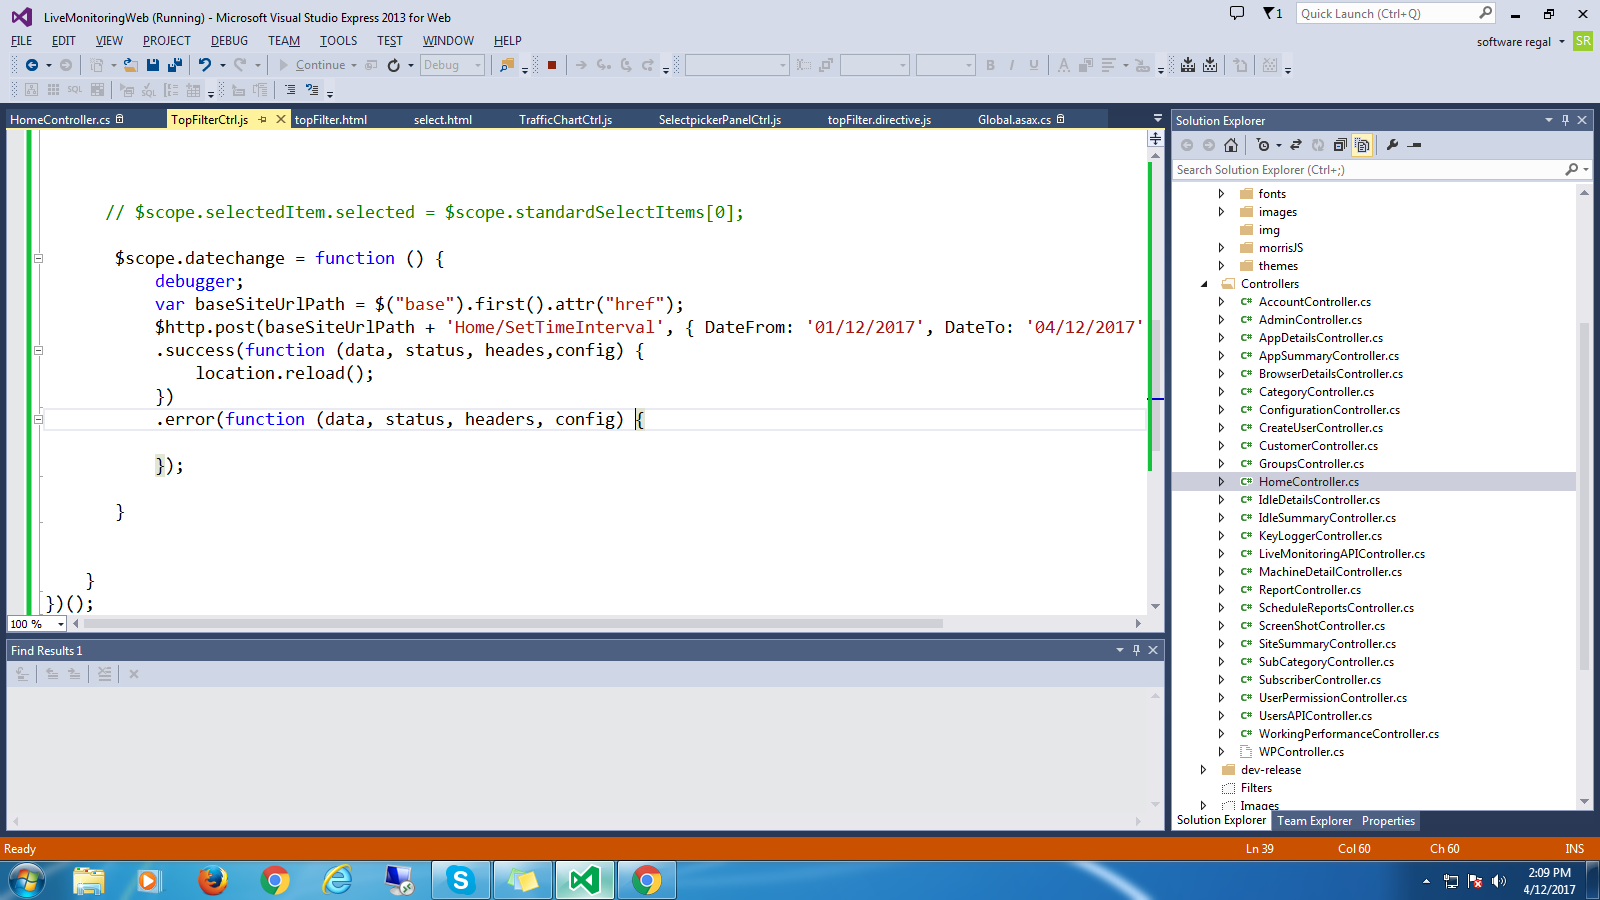 LiveMonitoringWeb (Running) - Microsoft Visual Studio Express 2013 for Web
1
Quick Launch (Ctrl+Q)
FILE EDIT VIEW PROJECT DEBUG TEAM TOOLS TEST WINDOW HELP
software regal SR
Continue Debug
SQL
HomeController.cs TopFilterCtrl.js topFilter.html select.html TrafficChartCtrl.js SelectpickerPanelCtrl.js topFilter.directive.js Global.asax.cs
// $scope.selectedItem.selected = $scope.standardSelectItems[0];
$scope.datechange = function () {
debugger;
var baseSiteUrlPath = $("base").first().attr("href");
$http.post(baseSiteUrlPath + 'Home/SetTimeInterval', { DateFrom: '01/12/2017', DateTo: '04/12/2017'
.success(function (data, status, heades,config) {
location.reload();
})
.error(function (data, status, headers, config) {
});
}
}
})();
100 %
Find Results 1
Solution Explorer
Search Solution Explorer (Ctrl+;)
fonts
images
img
morrisJS
themes
Controllers
C# AccountController.cs
C# AdminController.cs
C# AppDetailsController.cs
C# AppSummaryController.cs
C# BrowserDetailsController.cs
C# CategoryController.cs
C# ConfigurationController.cs
C# CreateUserController.cs
C# CustomerController.cs
C# GroupsController.cs
C# HomeController.cs
C# IdleDetailsController.cs
C# IdleSummaryController.cs
C# KeyLoggerController.cs
C# LiveMonitoringAPIController.cs
C# MachineDetailController.cs
C# ReportController.cs
C# ScheduleReportsController.cs
C# ScreenShotController.cs
C# SiteSummaryController.cs
C# SubCategoryController.cs
C# SubscriberController.cs
C# UserPermissionController.cs
C# UsersAPIController.cs
C# WorkingPerformanceController.cs
WPController.cs
dev-release
Filters
Images
Solution Explorer Team Explorer Properties
Ready Ln 39 Col 60 Ch 60 INS
2:09 PM
4/12/2017